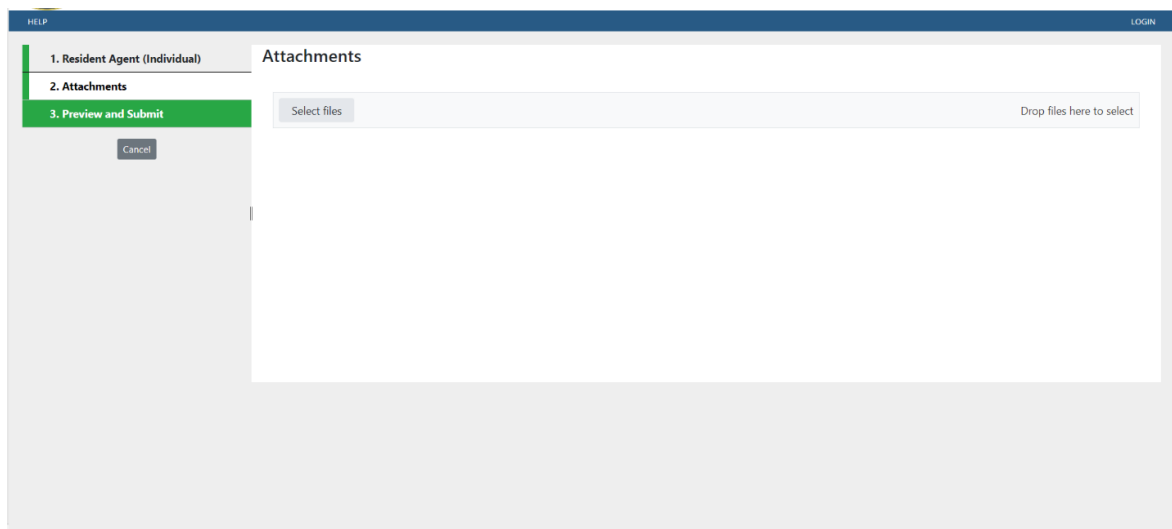 HELP
LOGIN
1. Resident Agent (Individual)
2. Attachments
3. Preview and Submit
Cancel
Attachments
Select files
Drop files here to select